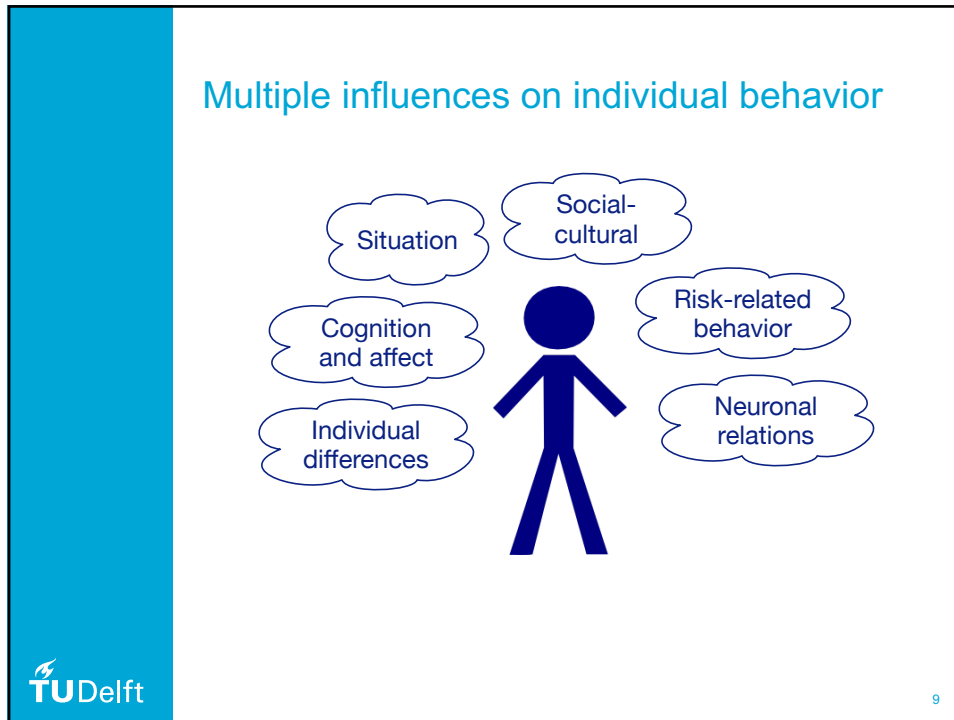 Multiple influences on individual behavior
Situation
Social-
cultural
Cognition
and affect
Risk-related
behavior
Individual
differences
Neuronal
relations
TUDelft
9